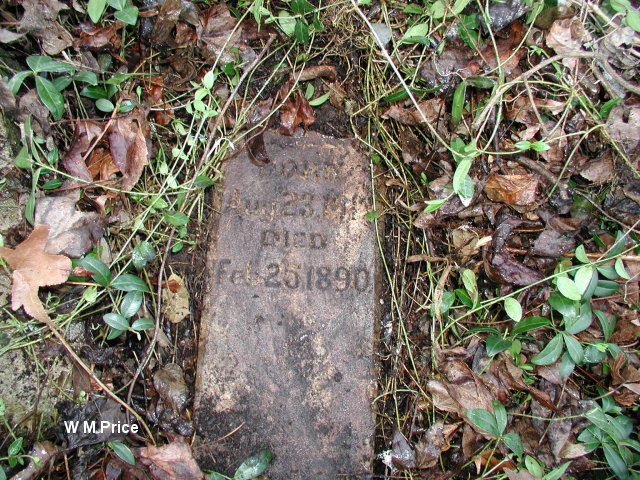 Aug 23, 
DIED
Feb 25 1890
W M.Price